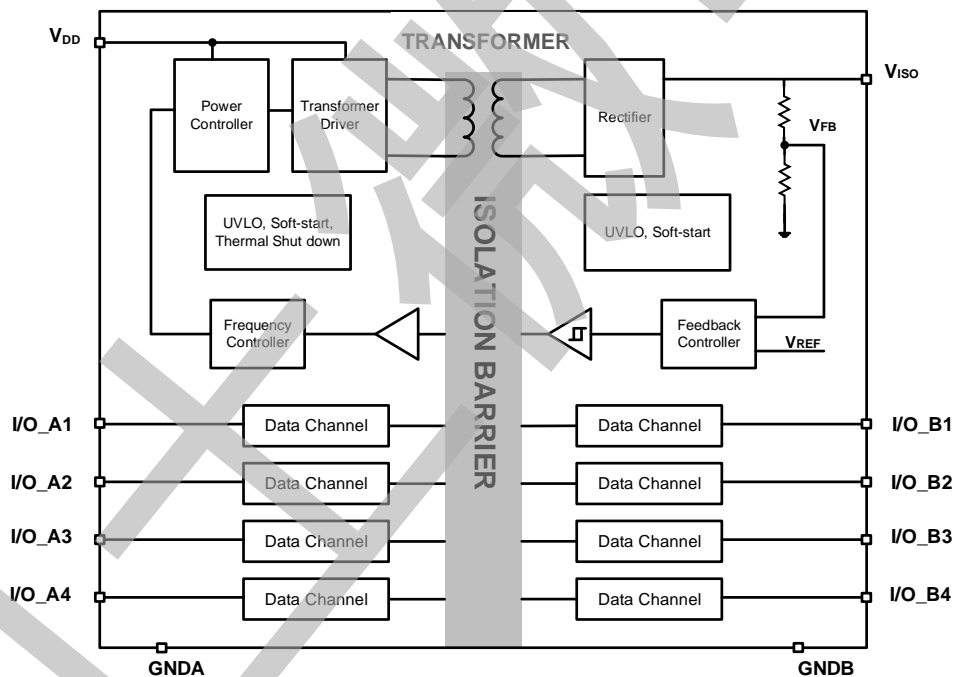 VDD
TRANSFORMER
VISO
Power
Controller
Transformer
Driver
Rectifier
VFB
UVLO, Soft-start,
Thermal Shut down
UVLO, Soft-start
ISOLATION BARRIER
Frequency
Controller
Feedback
Controller
VREF
I/O_A1
Data Channel
Data Channel
I/O_B1
I/O_A2
Data Channel
Data Channel
I/O_B2
I/O_A3
Data Channel
Data Channel
I/O_B3
I/O_A4
Data Channel
Data Channel
I/O_B4
GNDA
GNDB